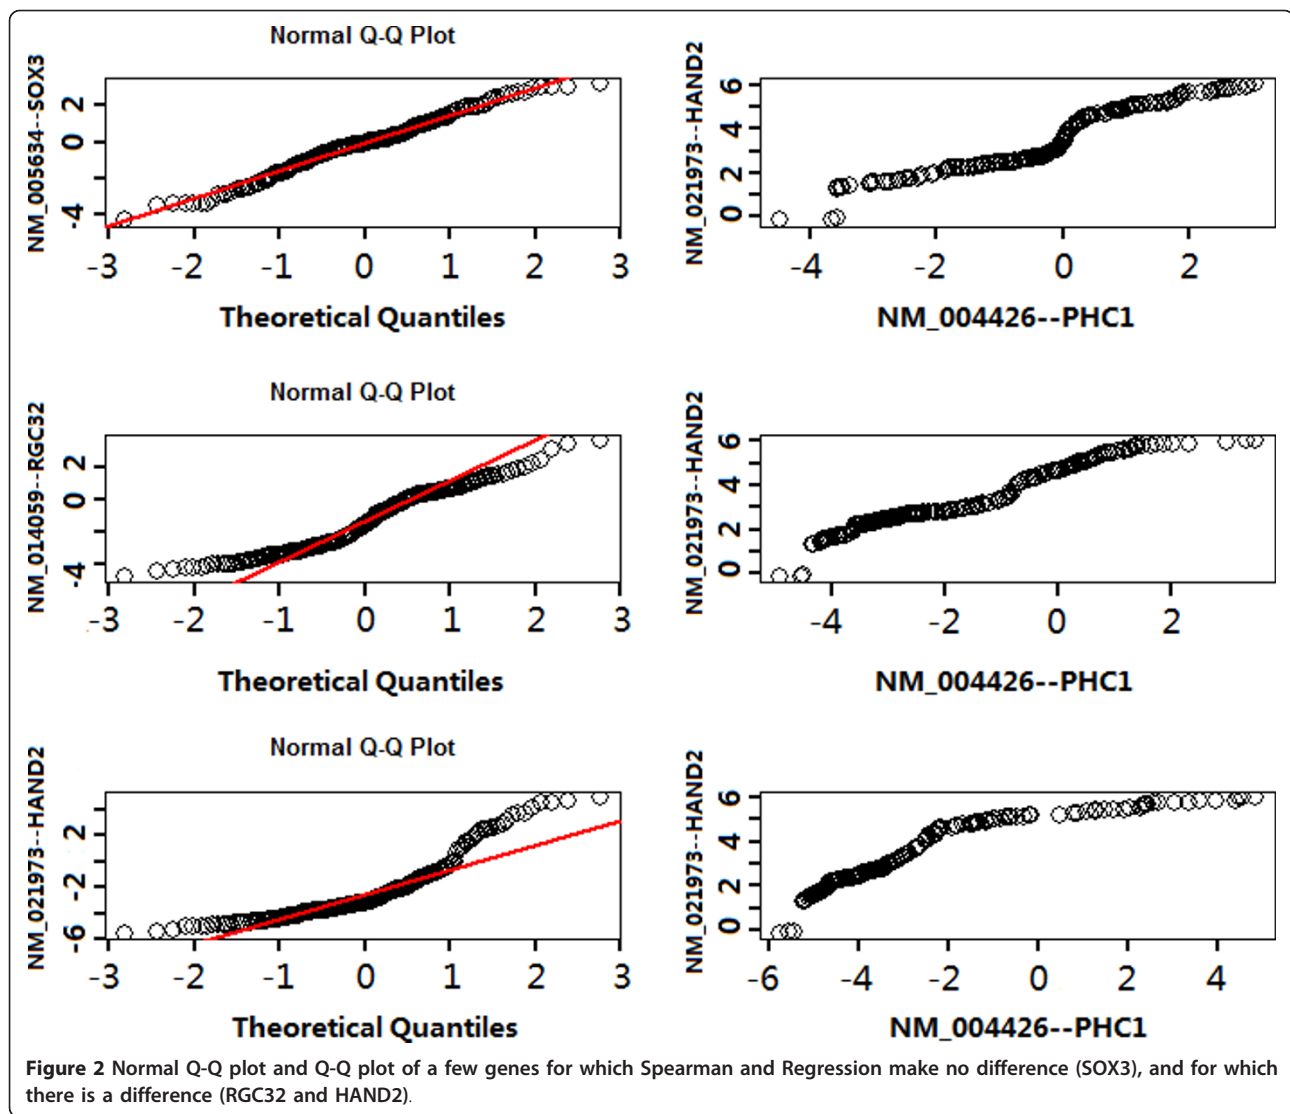 Normal Q-Q Plot
NM_005634--SOX3
2
0
-4
-3 -2 -1 0 1 2 3
Theoretical Quantiles
NM_021973--HAND2
6
4
2
0
-4 -2 0 2
NM_004426--PHC1
Normal Q-Q Plot
NM_014059--RGC32
2
0
-4
-3 -2 -1 0 1 2 3
Theoretical Quantiles
NM_021973--HAND2
6
4
2
0
-4 -2 0 2
NM_004426--PHC1
Normal Q-Q Plot
NM_021973--HAND2
2
-2
-6
-3 -2 -1 0 1 2 3
Theoretical Quantiles
NM_021973--HAND2
6
4
2
0
-6 -4 -2 0 2 4
NM_004426--PHC1
Figure 2 Normal Q-Q plot and Q-Q plot of a few genes for which Spearman and Regression make no difference (SOX3), and for which
there is a difference (RGC32 and HAND2).